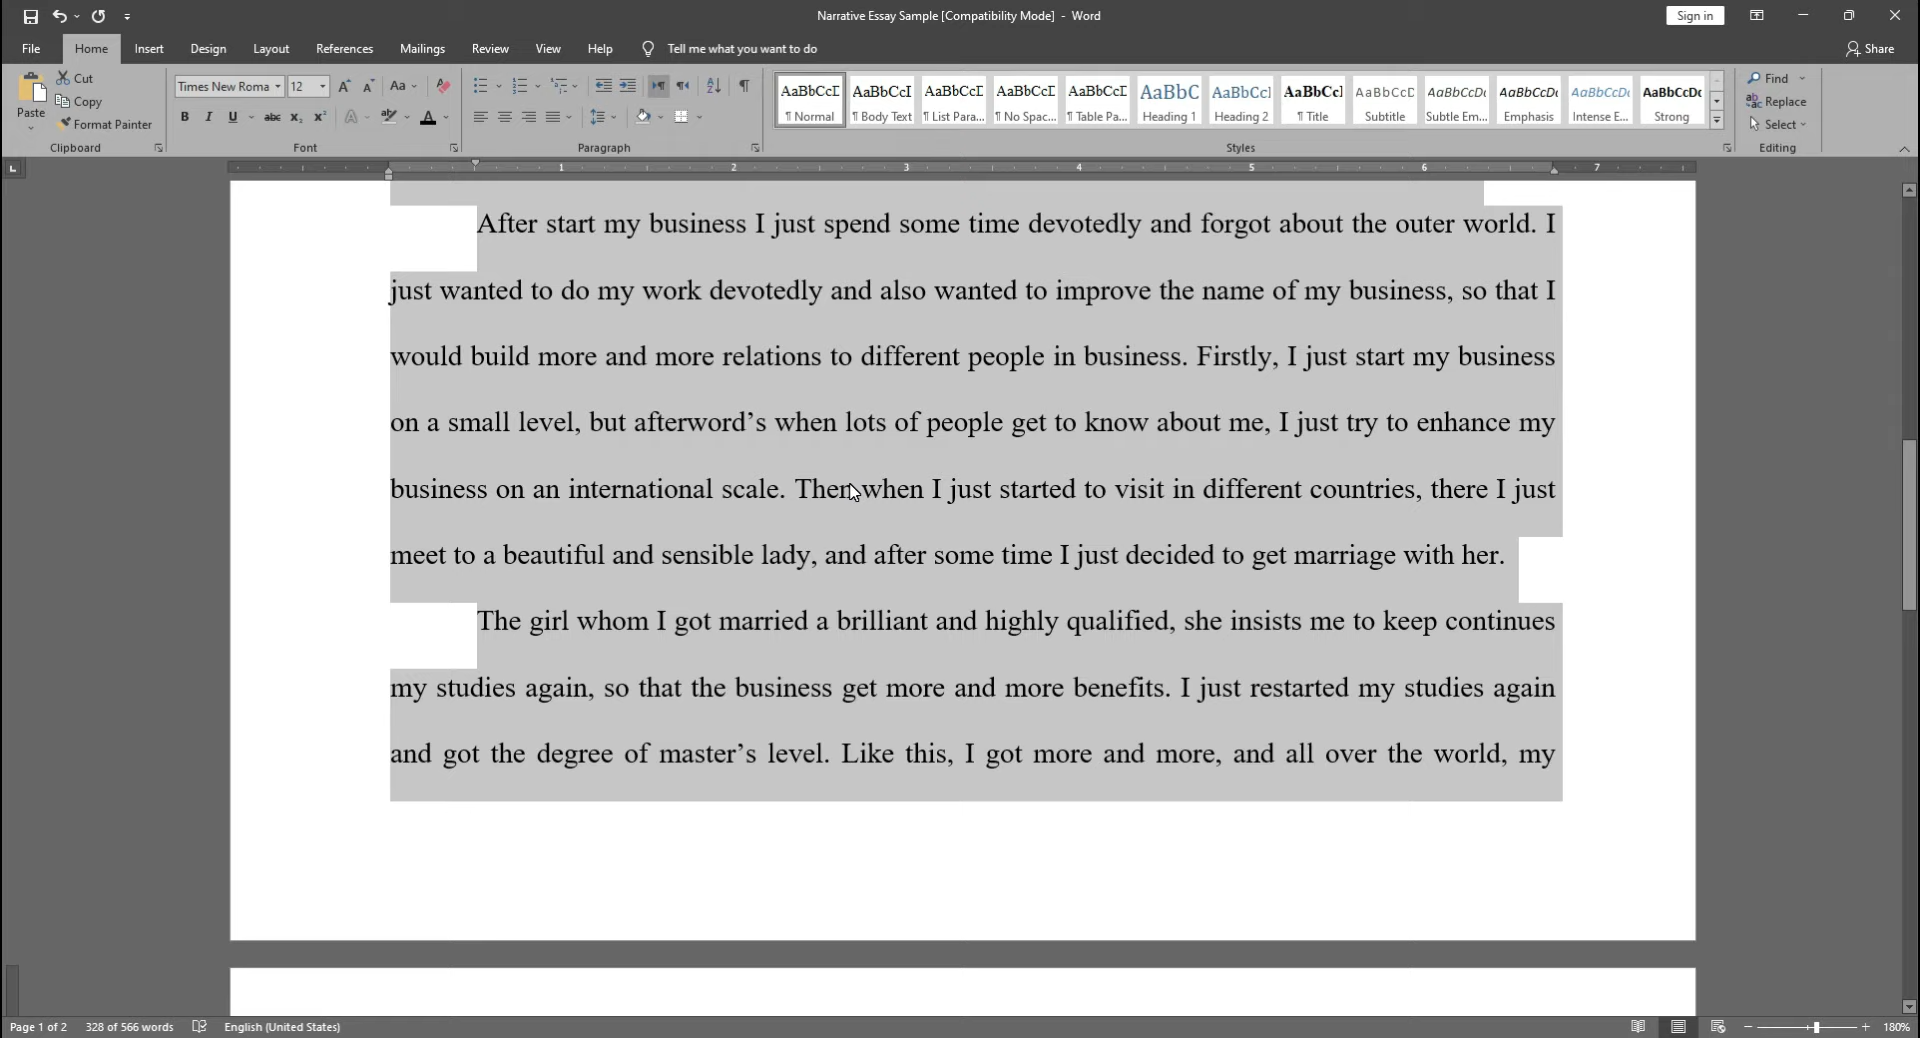 Narrative Essay Sample [Compatibility Mode] - Word
Sign in
File Home Insert Design Layout References Mailings Review View Help Tell me what you want to do Share
Paste
Cut
Copy
Format Painter
Clipboard
Times New Roma 12
Aa
B I U abc x₂ x² A ab A
Font
Paragraph
AaBbCcI AaBbCcI AaBbCcI AaBbCcI AaBbCcI AaBbC AaBbCcI AaBbCcI AaBbCcD AaBbCcDc AaBbCcDc AaBbCcDc AaBbCcDc
¶ Normal ¶ Body Text ¶ List Para... ¶ No Spac... ¶ Table Pa... Heading 1 Heading 2 ¶ Title Subtitle Subtle Em... Emphasis Intense E... Strong
Styles
Find
Replace
Select
Editing
1 2 3 4 5 6 7
After start my business I just spend some time devotedly and forgot about the outer world. I
just wanted to do my work devotedly and also wanted to improve the name of my business, so that I
would build more and more relations to different people in business. Firstly, I just start my business
on a small level, but afterword’s when lots of people get to know about me, I just try to enhance my
business on an international scale. Then when I just started to visit in different countries, there I just
meet to a beautiful and sensible lady, and after some time I just decided to get marriage with her.
The girl whom I got married a brilliant and highly qualified, she insists me to keep continues
my studies again, so that the business get more and more benefits. I just restarted my studies again
and got the degree of master’s level. Like this, I got more and more, and all over the world, my
Page 1 of 2 328 of 566 words English (United States) 180%